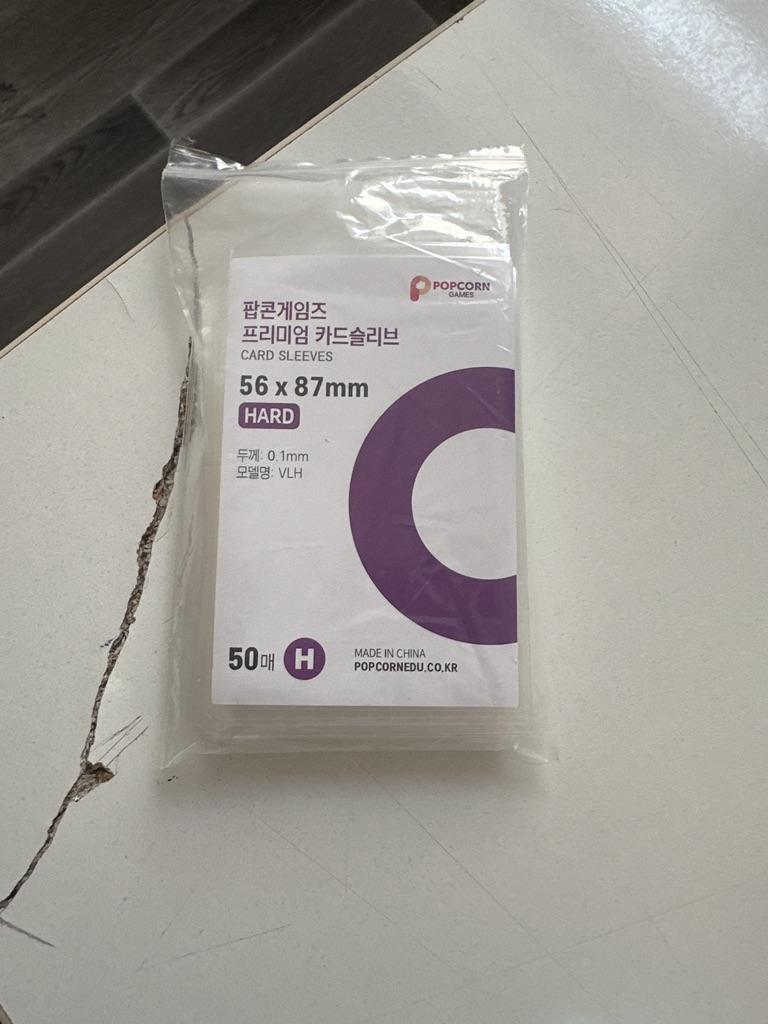 POPCORN
GAMES
팝콘게임즈
프리미엄 카드슬리브
CARD SLEEVES
56 x 87mm
HARD
두께: 0.1mm
모델명: VLH
50매 H
MADE IN CHINA
POPCORNEDU.CO.KR